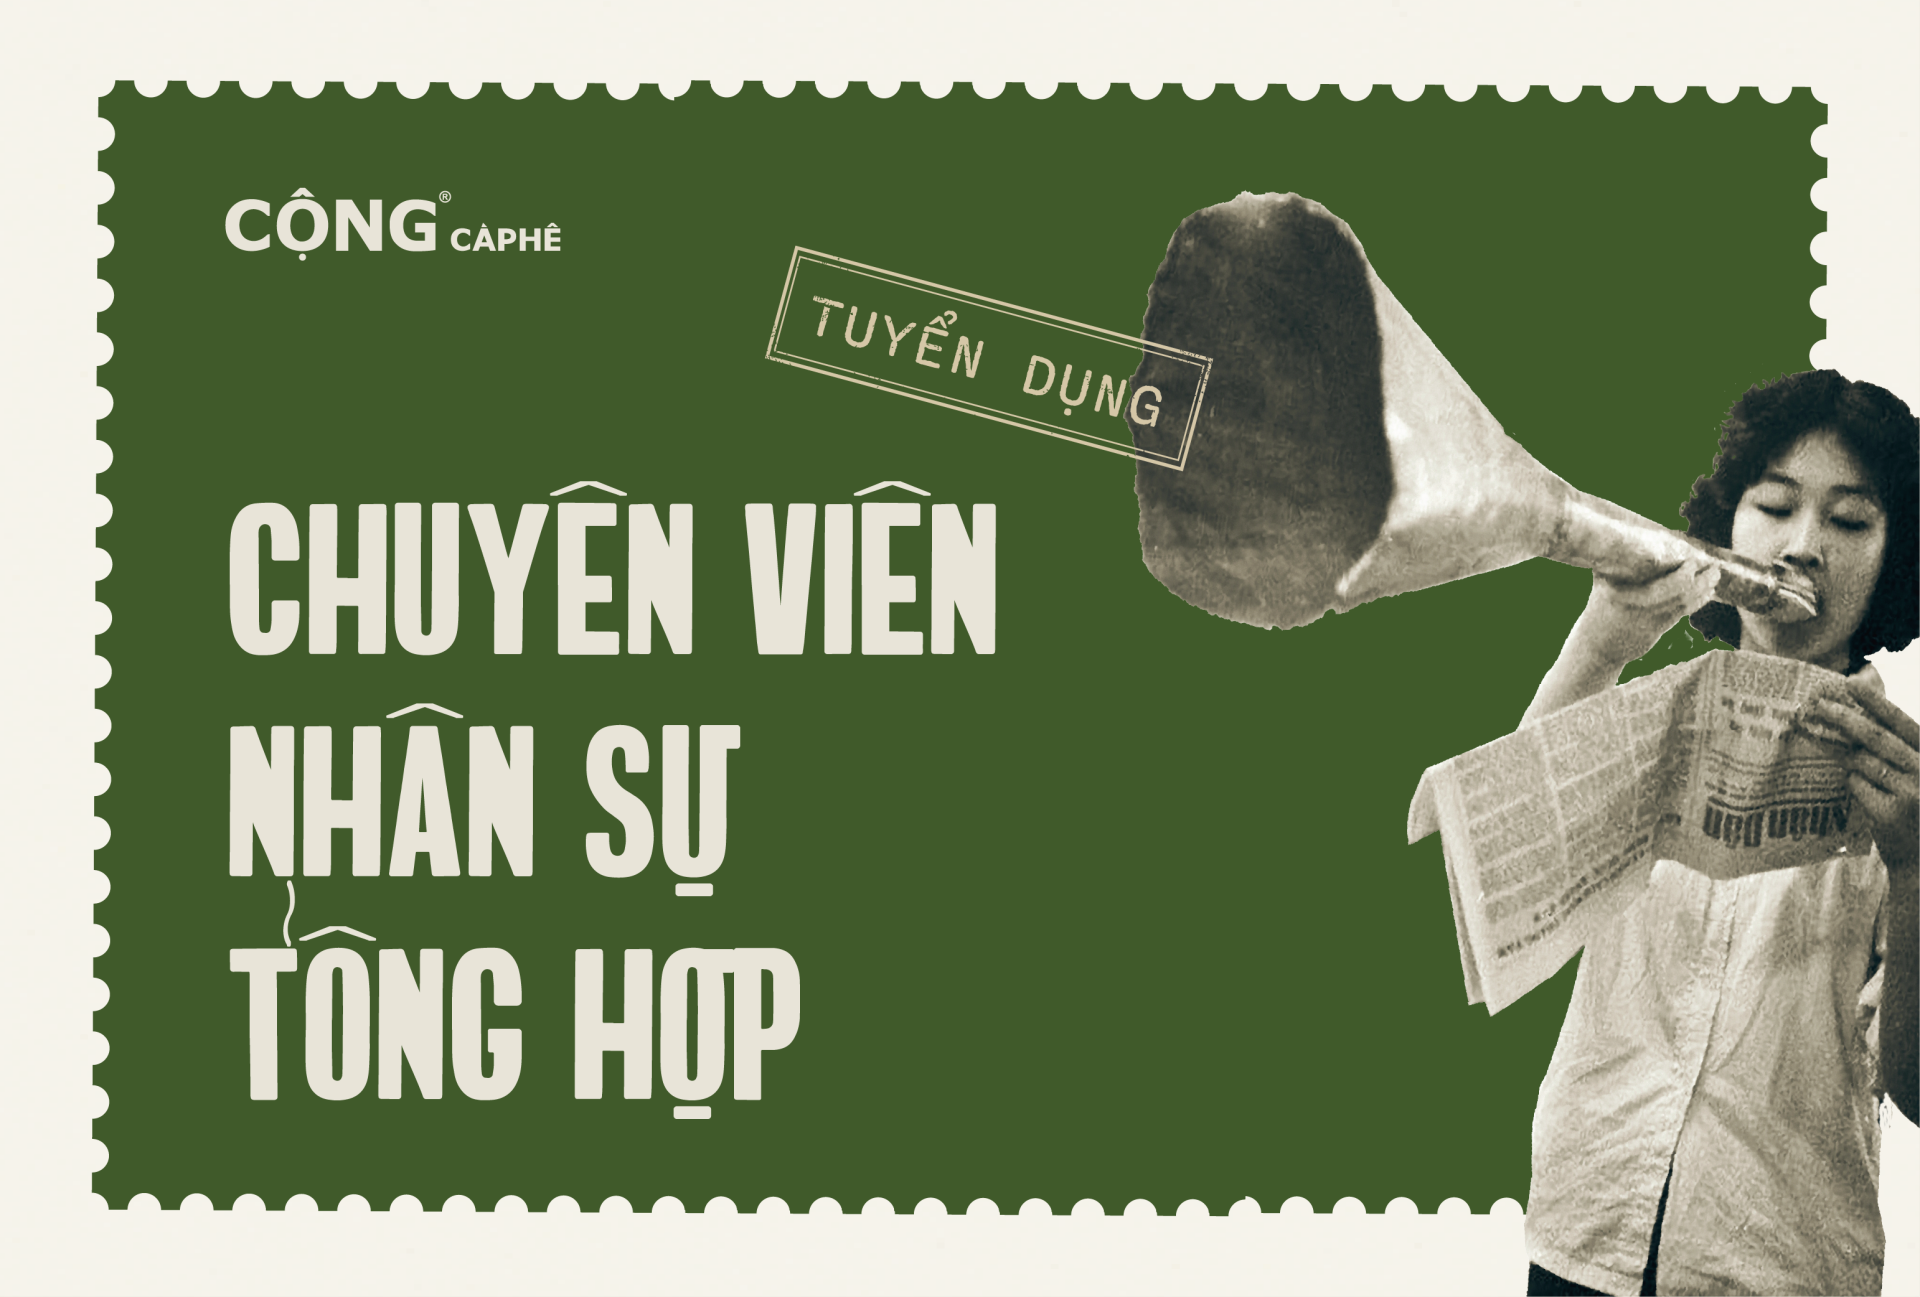 CỘNG® CÀPHÊ
TUYỂN DỤNG
CHUYÊN VIÊN
NHÂN SỰ
TỔNG HỢP